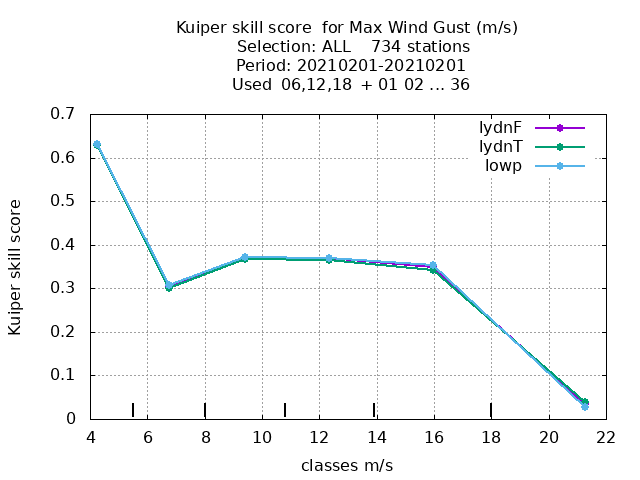 Kuiper skill score  for Max Wind Gust (m/s)
Selection: ALL    734 stations
Period: 20210201-20210201
Used  06,12,18  + 01 02 ... 36
Kuiper skill score
0.7
0.6
0.5
0.4
0.3
0.2
0.1
0
lydnF
lydnT
lowp
4 6 8 10 12 14 16 18 20 22
classes m/s